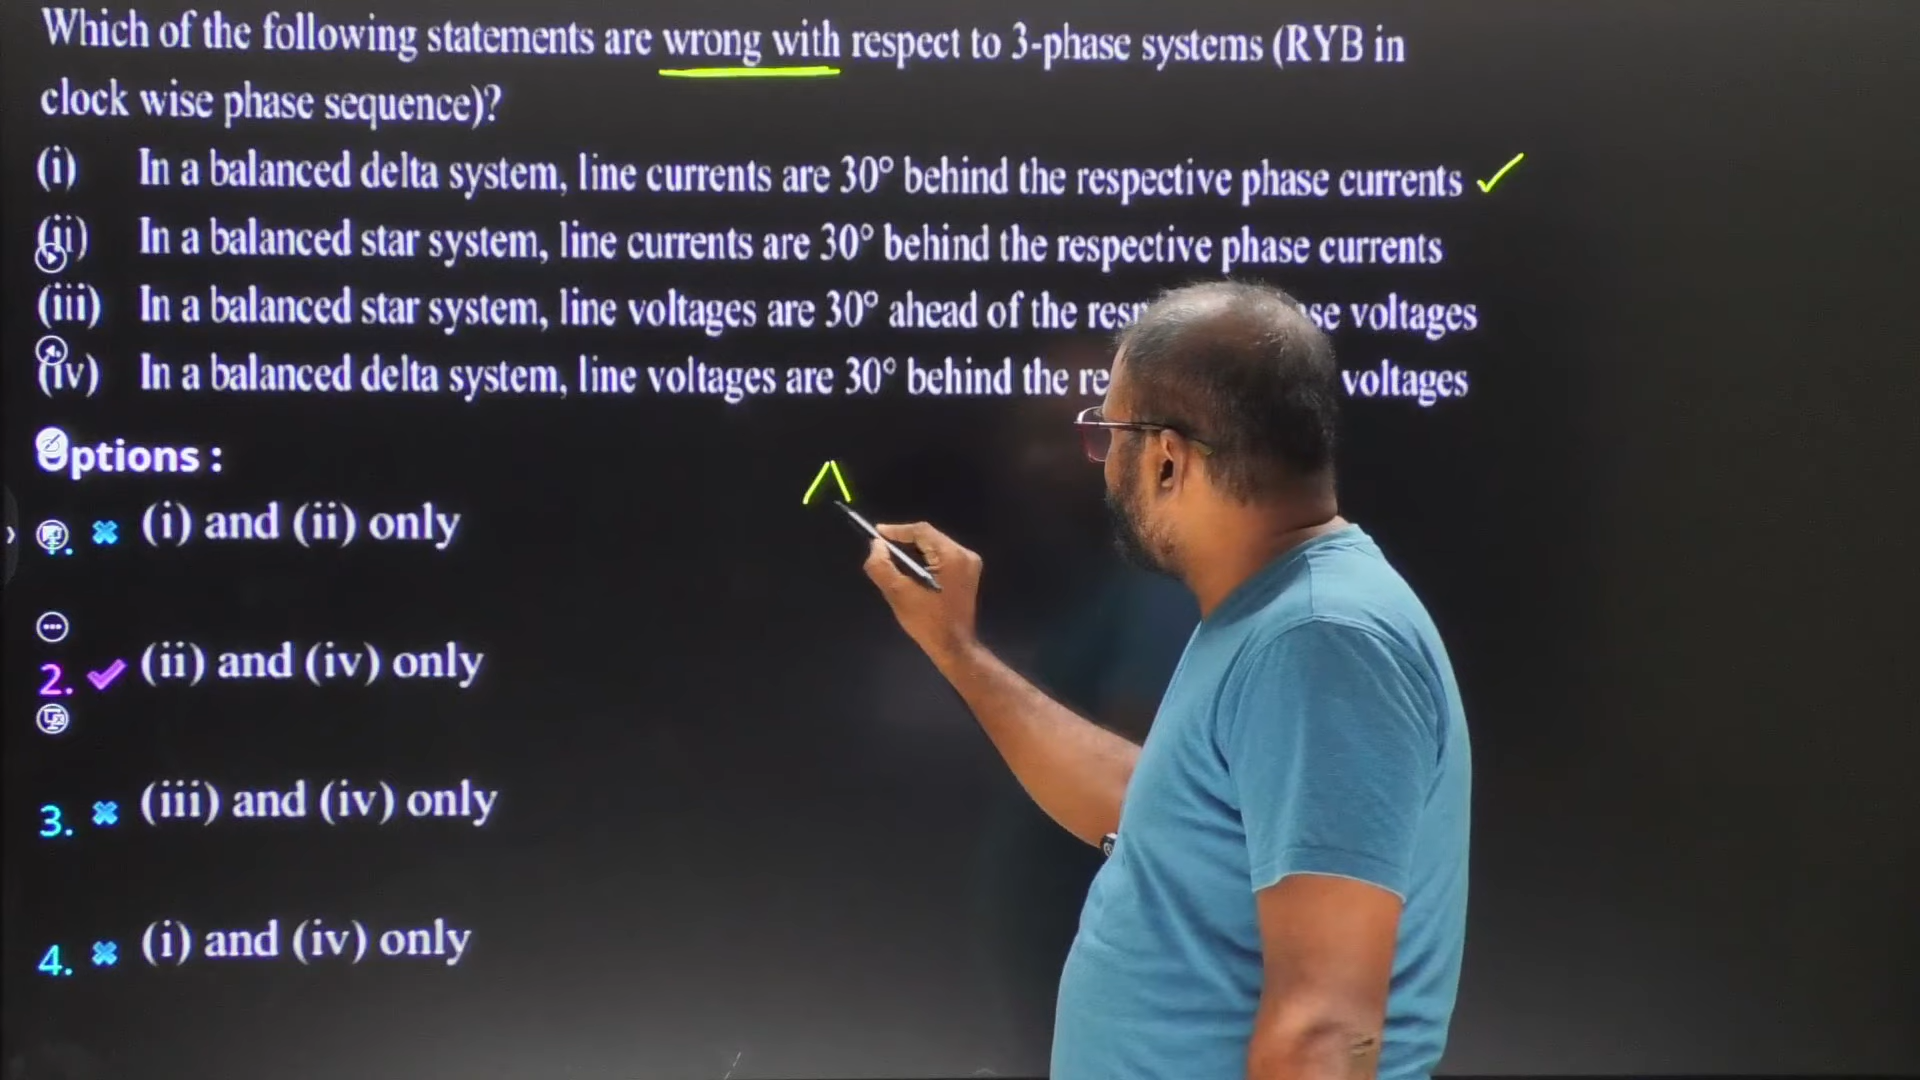 Which of the following statements are wrong with respect to 3-phase systems (RYB in
clock wise phase sequence)?
(i) In a balanced delta system, line currents are 30° behind the respective phase currents
(ii) In a balanced star system, line currents are 30° behind the respective phase currents
(iii) In a balanced star system, line voltages are 30° ahead of the voltages
(iv) In a balanced delta system, line voltages are 30° behind the voltages
Options :
1. (i) and (ii) only
2. (ii) and (iv) only
3. (iii) and (iv) only
4. (i) and (iv) only